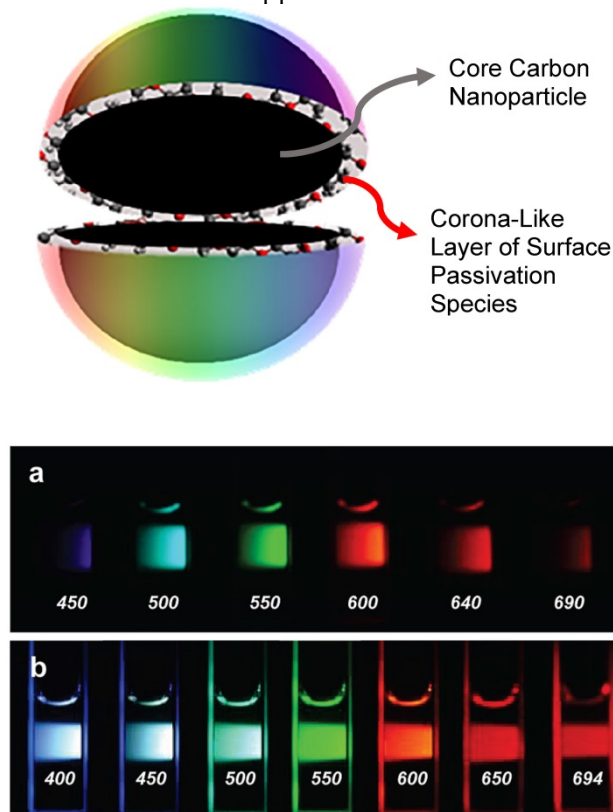 Core Carbon
Nanoparticle
Corona-Like
Layer of Surface
Passivation
Species
a
450 500 550 600 640 690
b
400 450 500 550 600 650 694